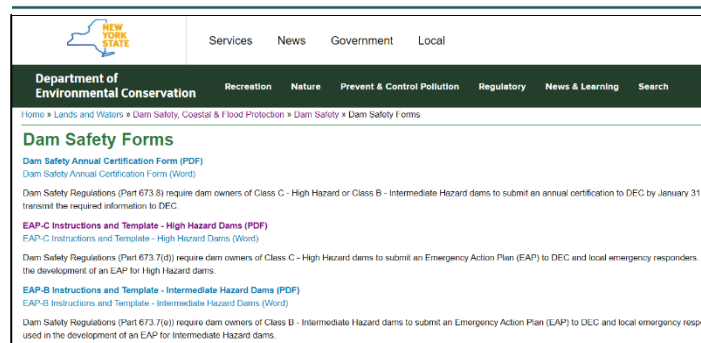 NEW
YORK
STATE
Services News Government Local
Department of
Environmental Conservation
Recreation Nature Prevent & Control Pollution Regulatory News & Learning Search
Home » Lands and Waters » Dam Safety, Coastal & Flood Protection » Dam Safety » Dam Safety Forms
Dam Safety Forms
Dam Safety Annual Certification Form (PDF)
Dam Safety Annual Certification Form (Word)
Dam Safety Regulations (Part 673.8) require dam owners of Class C - High Hazard or Class B - Intermediate Hazard dams to submit an annual certification to DEC by January 31
transmit the required information to DEC.
EAP-C Instructions and Template - High Hazard Dams (PDF)
EAP-C Instructions and Template - High Hazard Dams (Word)
Dam Safety Regulations (Part 673.7(d)) require dam owners of Class C - High Hazard dams to submit an Emergency Action Plan (EAP) to DEC and local emergency responders.
the development of an EAP for High Hazard dams.
EAP-B Instructions and Template - Intermediate Hazard Dams (PDF)
EAP-B Instructions and Template - Intermediate Hazard Dams (Word)
Dam Safety Regulations (Part 673.7(e)) require dam owners of Class B - Intermediate Hazard dams to submit an Emergency Action Plan (EAP) to DEC and local emergency resp
used in the development of an EAP for Intermediate Hazard dams.